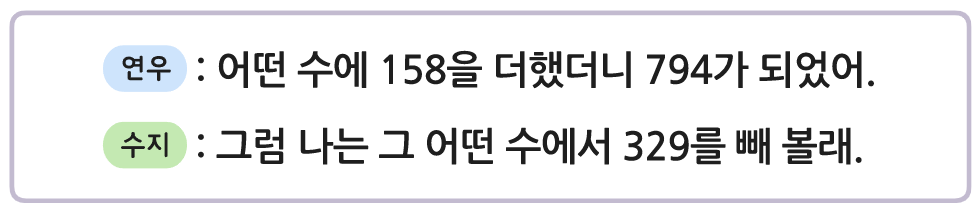 연우 : 어떤 수에 158을 더했더니 794가 되었어.
수지 : 그럼 나는 그 어떤 수에서 329를 빼 볼래.